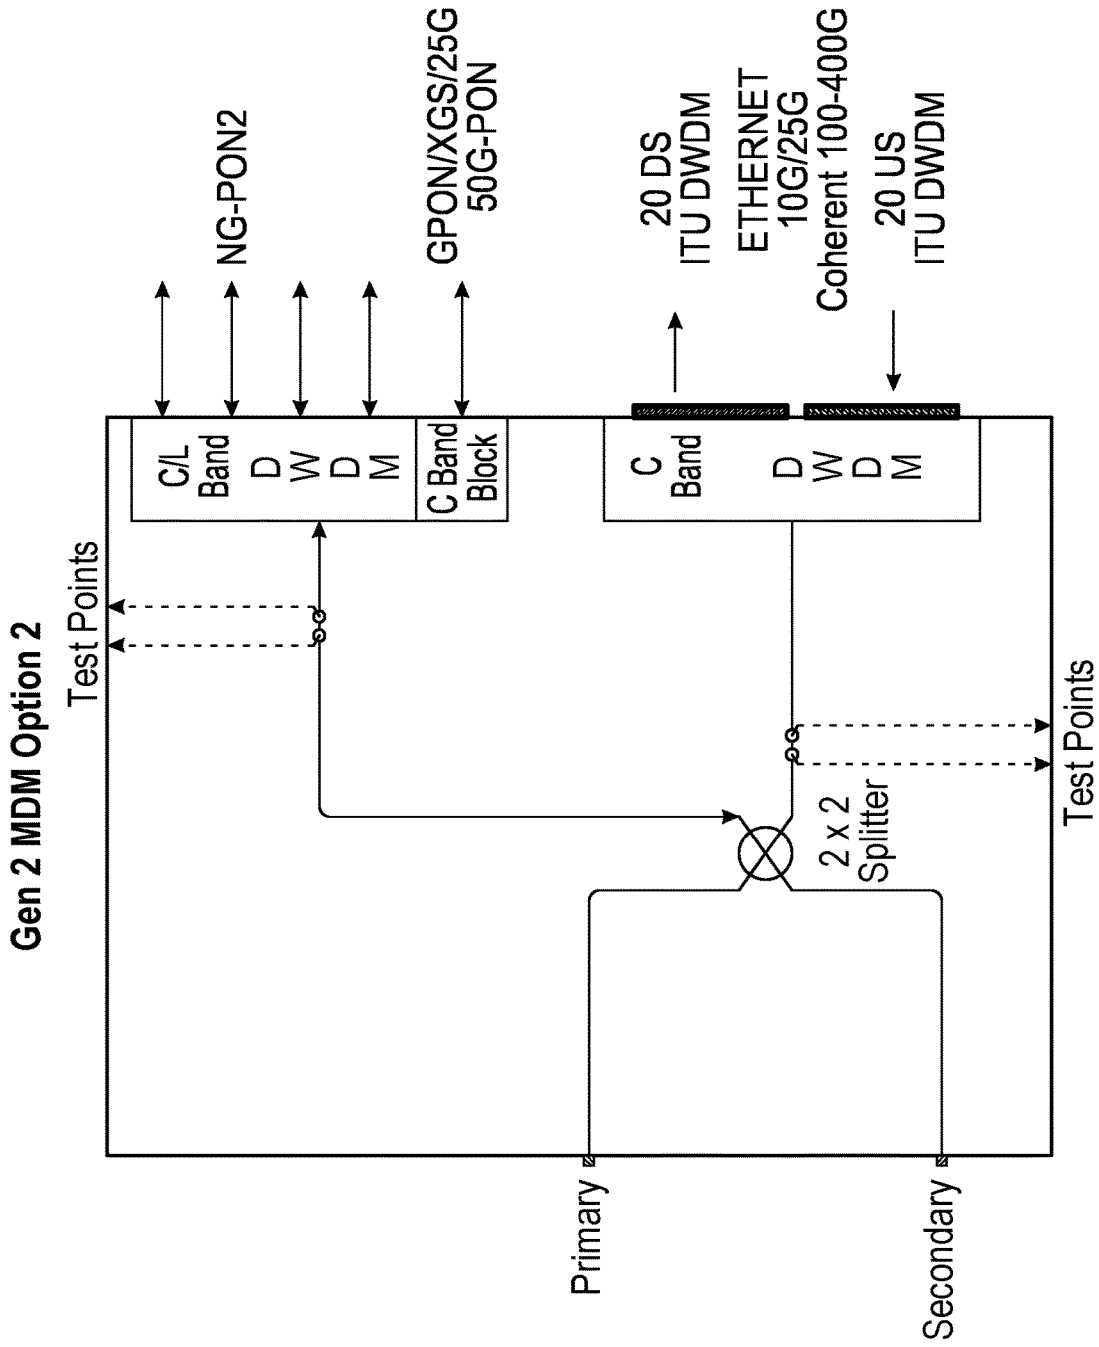 Gen 2 MDM Option 2
Test Points
C/L
Band
D
W
D
M
NG-PON2
C Band
Block
GPON/XGS/25G
50G-PON
C
Band
D
W
D
M
20 DS
ITU DWDM
ETHERNET
10G/25G
Coherent 100-400G
20 US
ITU DWDM
2 x 2
Splitter
Primary
Secondary
Test Points